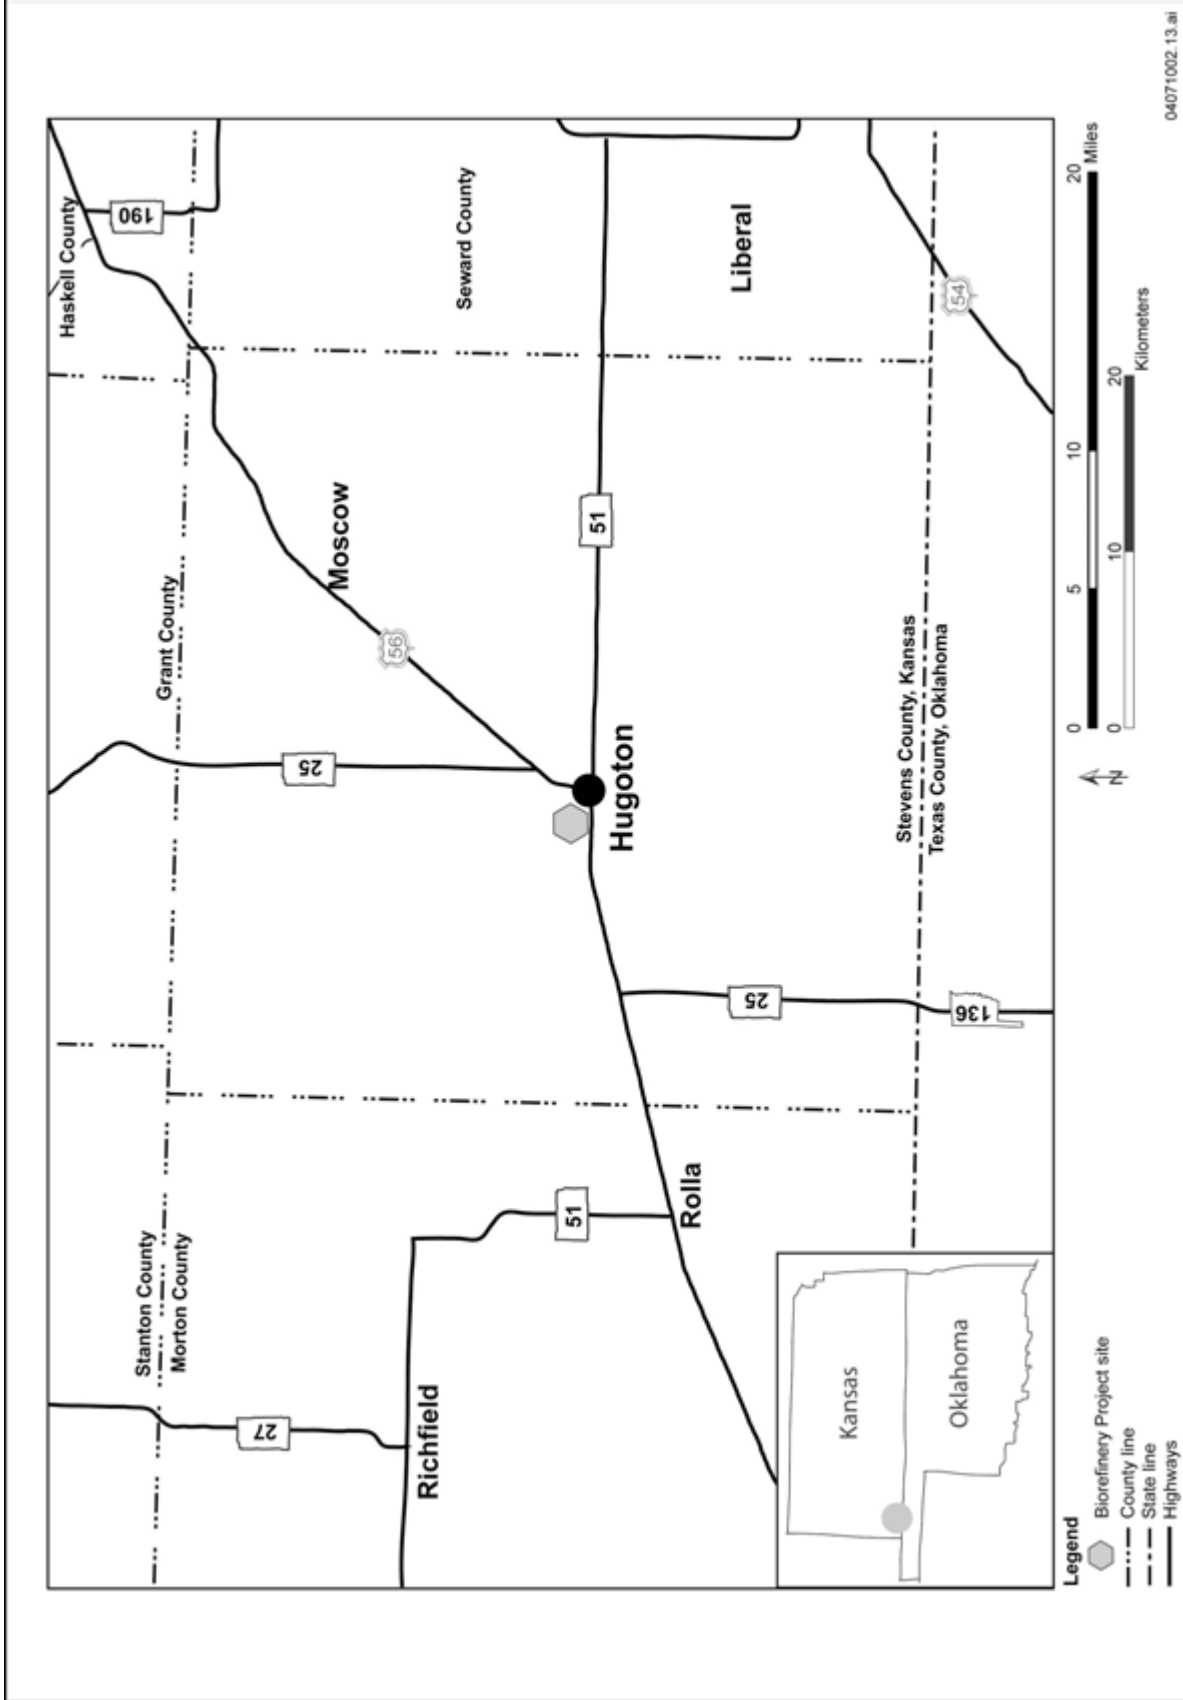 Haskell County
190
Grant County
Stanton County
Morton County
27
25
Moscow
56
Seward County
Richfield
51
51
Hugoton
Rolla
Liberal
25
Stevens County, Kansas
Texas County, Oklahoma
136
54
Kansas
Oklahoma
Legend
Biorefinery Project site
County line
State line
Highways
N
0 5 10 20
Miles
0 10 20
Kilometers
04071002.13.ai